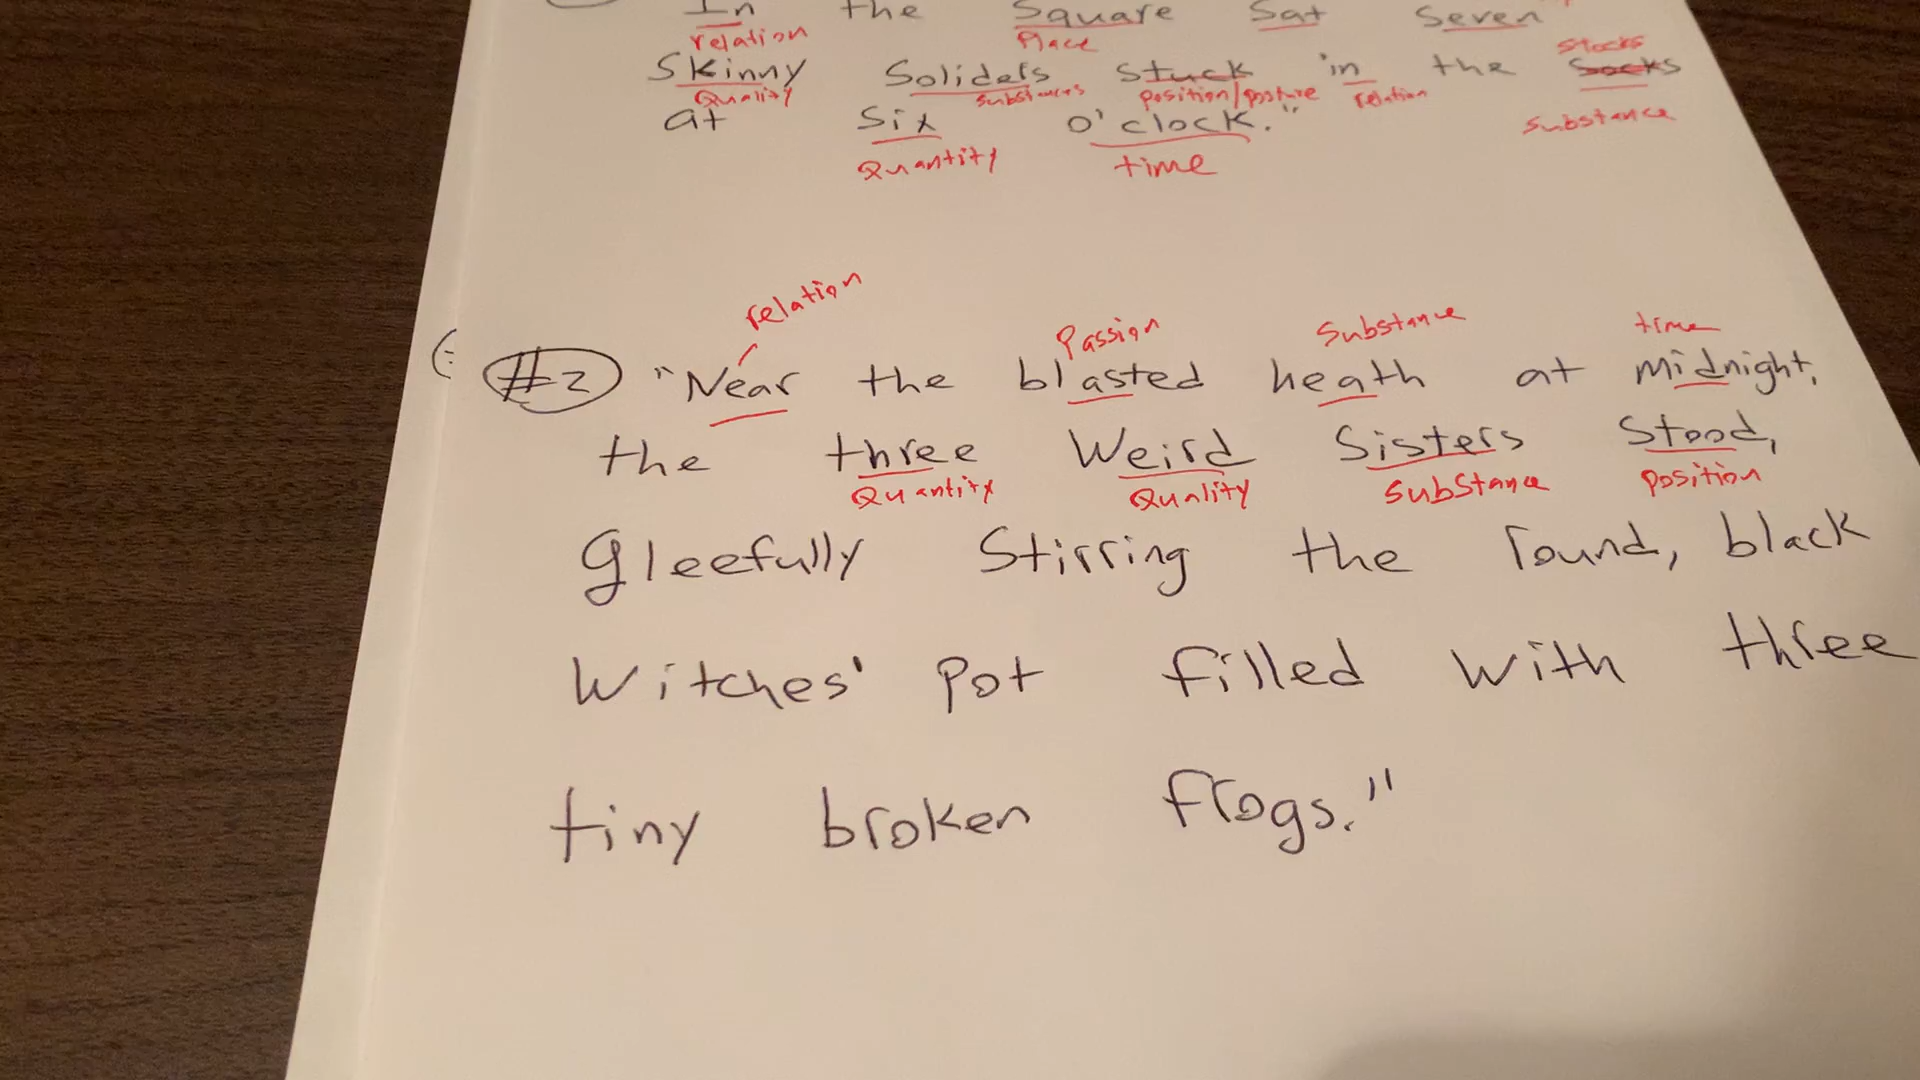 In the Square Sat Seven"
relation Place
Skinny Soliders stuck in the Socks
stocks
Quality Substances position/posture relation
at Six O'clock."
Substance
Quantity time
relation
Passion Substance time
#2 "Near the blasted heath at midnight,
the three Weird Sisters Stood,
Quantity Quality Substance position
Gleefully Stirring the round, black
Witches' Pot filled with three
tiny broken frogs."